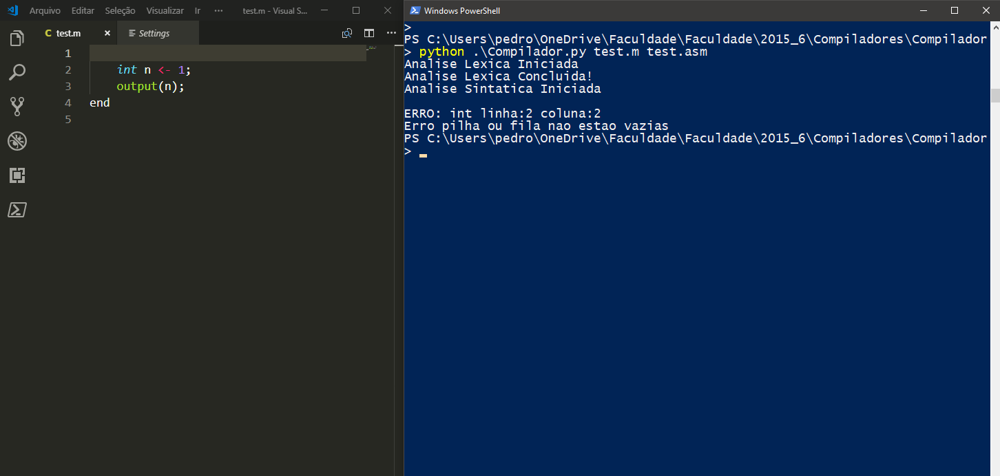 Arquivo Editar Seleção Visualizar Ir ··· test.m - Visual S...
C test.m × Settings ···
1
2 int n <- 1;
3 output(n);
4 end
5
Windows PowerShell
>
PS C:\Users\pedro\OneDrive\Faculdade\Faculdade\2015_6\Compiladores\Compilador
> python .\Compilador.py test.m test.asm
Analise Lexica Iniciada
Analise Lexica Concluida!
Analise Sintatica Iniciada
ERRO: int linha:2 coluna:2
Erro pilha ou fila nao estao vazias
PS C:\Users\pedro\OneDrive\Faculdade\Faculdade\2015_6\Compiladores\Compilador
>